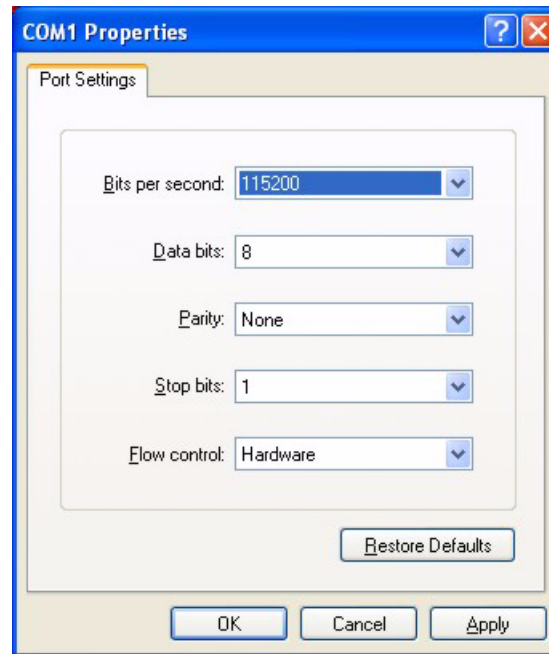 COM1 Properties
Port Settings
Bits per second: 115200
Data bits: 8
Parity: None
Stop bits: 1
Flow control: Hardware
Restore Defaults
OK Cancel Apply